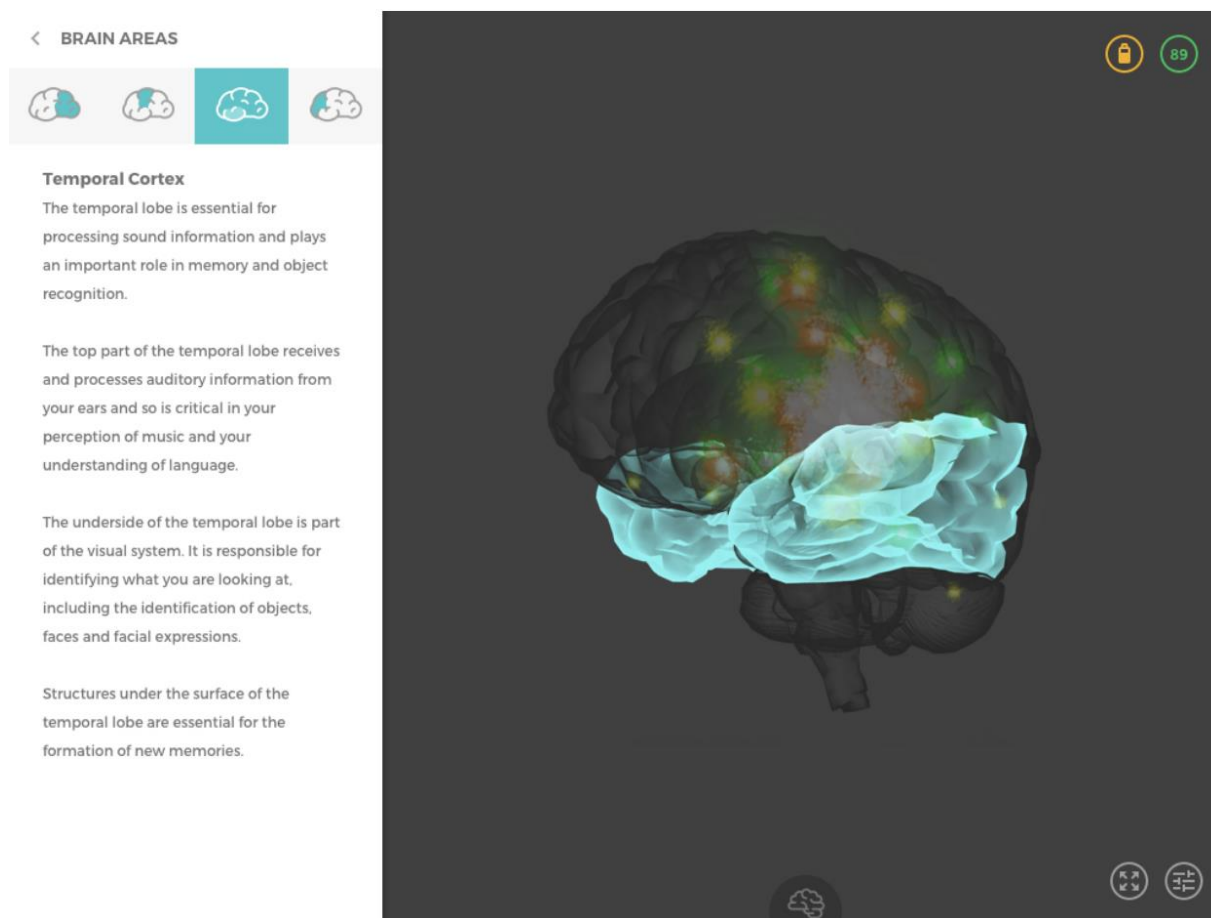 BRAIN AREAS
89
Temporal Cortex
The temporal lobe is essential for
processing sound information and plays
an important role in memory and object
recognition.
The top part of the temporal lobe receives
and processes auditory information from
your ears and so is critical in your
perception of music and your
understanding of language.
The underside of the temporal lobe is part
of the visual system. It is responsible for
identifying what you are looking at,
including the identification of objects,
faces and facial expressions.
Structures under the surface of the
temporal lobe are essential for the
formation of new memories.